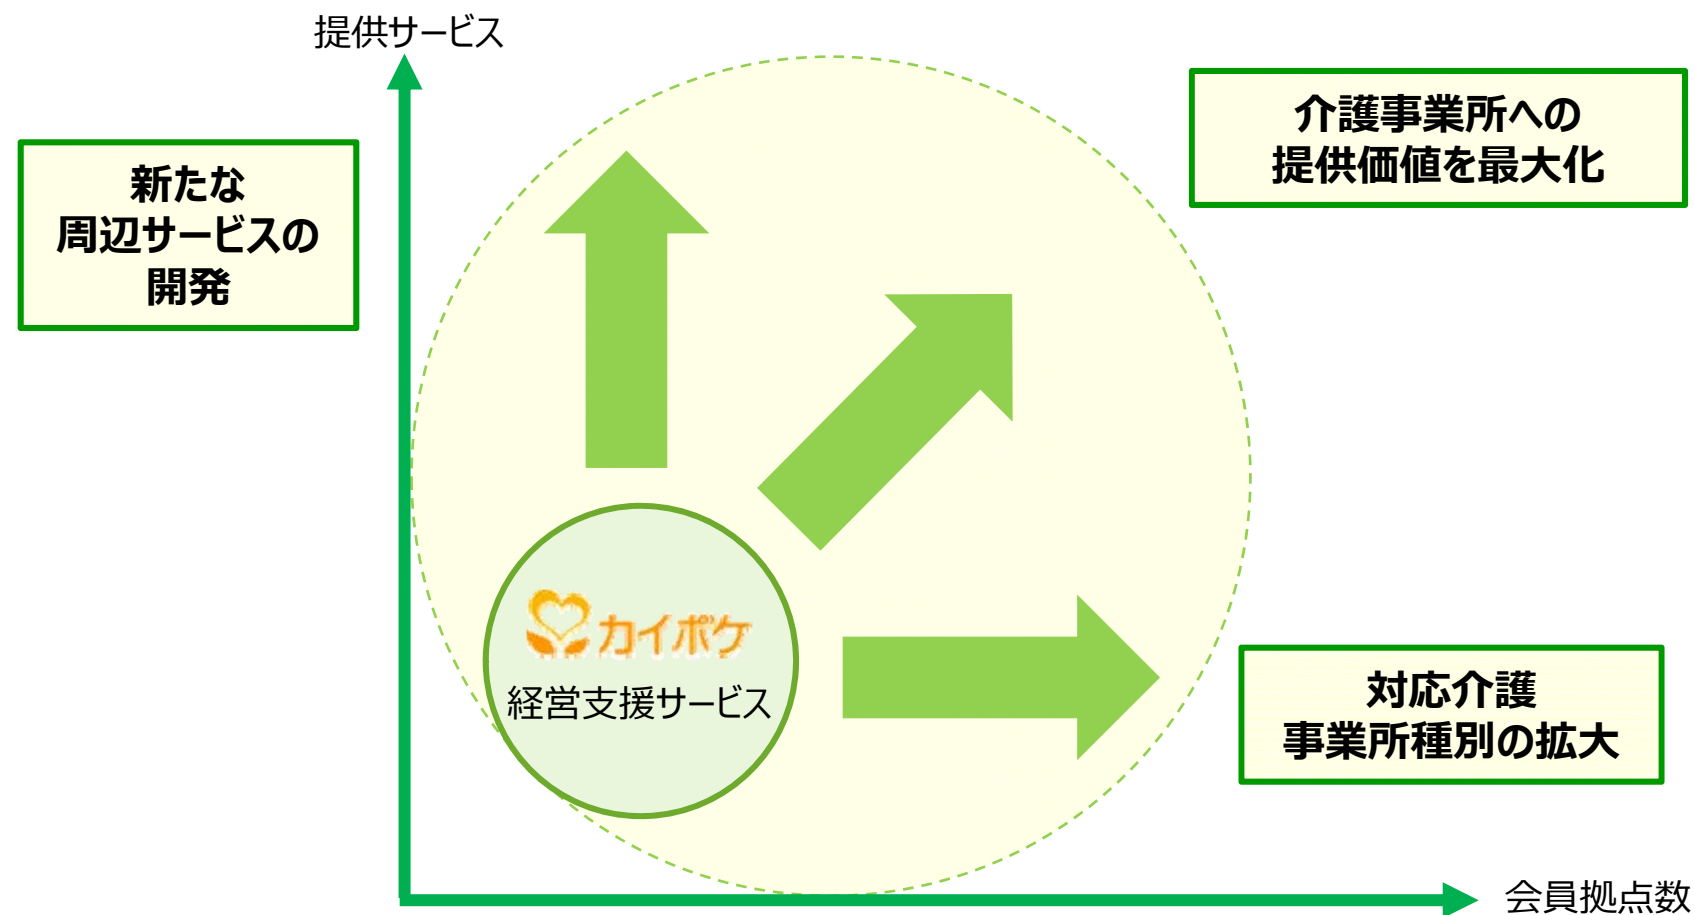 提供サービス
新たな
周辺サービスの
開発
介護事業所への
提供価値を最大化
カイポケ
経営支援サービス
対応介護
事業所種別の拡大
会員拠点数